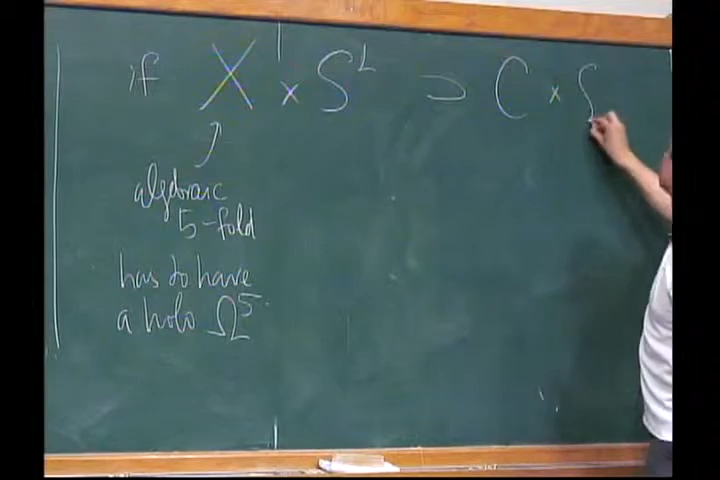 if X × S¹ ⊃ C × S
algebraic
5-fold
has to have
a holo Ω⁵